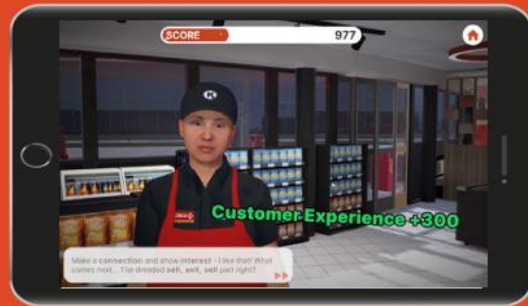 SCORE
977
K
Customer Experience +300
Make a connection and show interest - I like that! What
comes next... The dreaded sell, sell, sell part right?